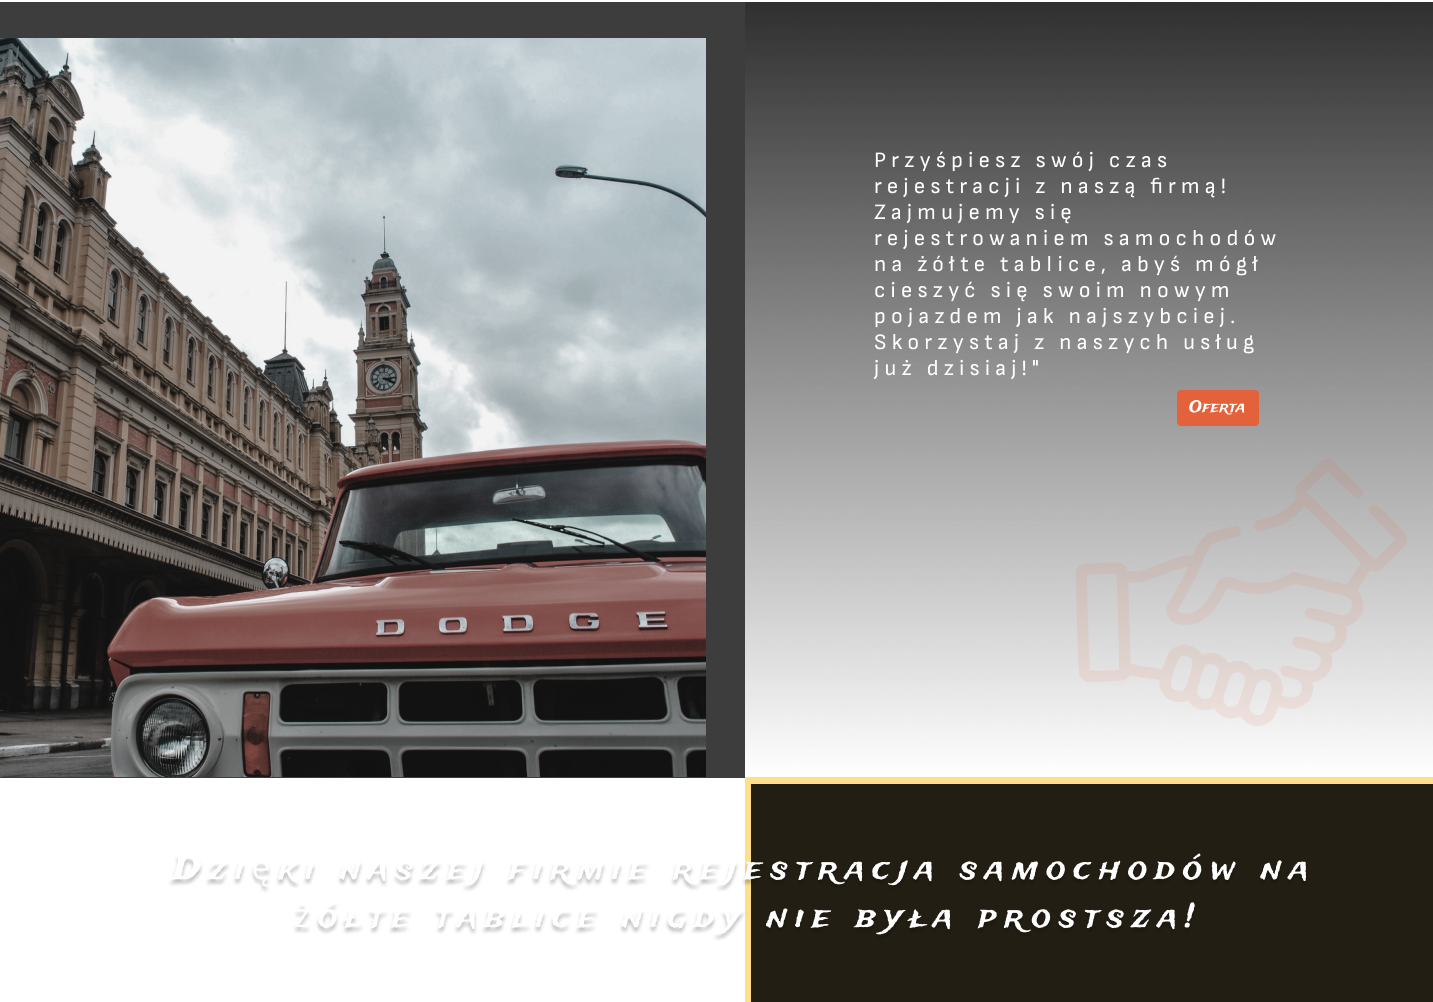 DODGE
Przyśpiesz swój czas
rejestracji z naszą firmą!
Zajmujemy się
rejestrowaniem samochodów
na żółte tablice, abyś mógł
cieszyć się swoim nowym
pojazdem jak najszybciej.
Skorzystaj z naszych usług
już dzisiaj!"
Oferta
Dzięki naszej firmie rejestracja samochodów na
żółte tablice nigdy nie była prostsza!